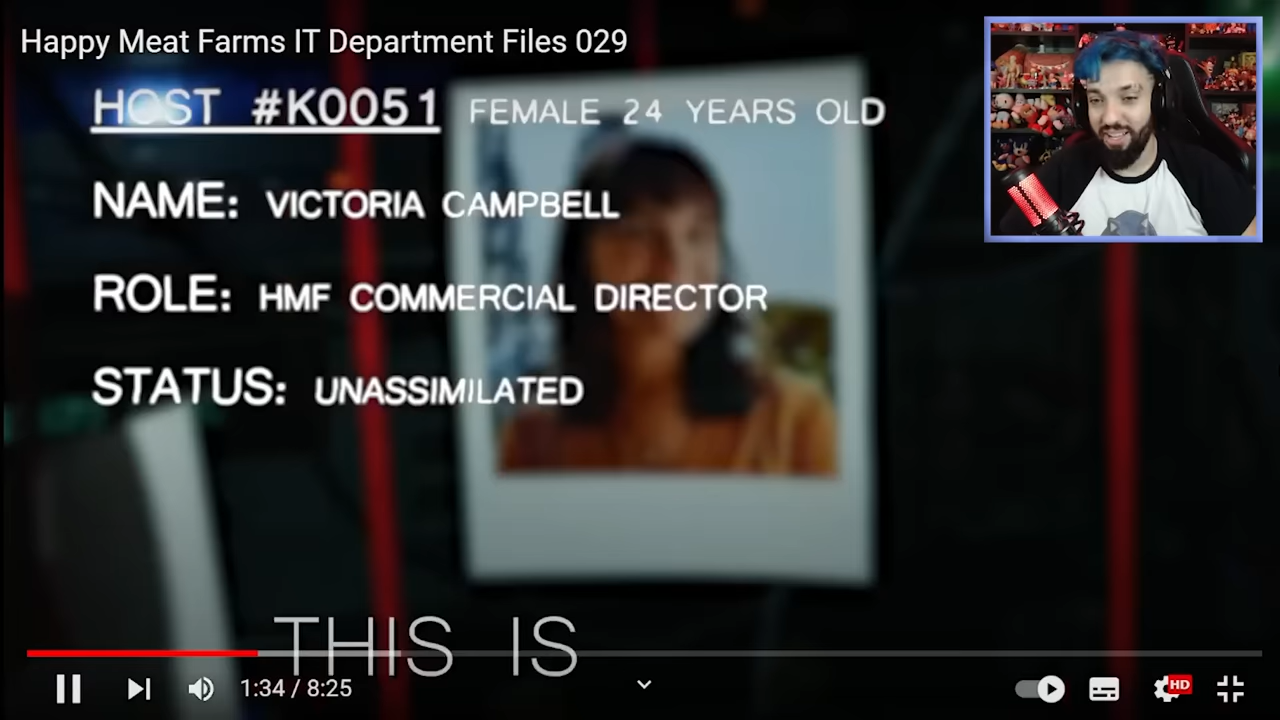 Happy Meat Farms IT Department Files 029
HOST #K0051 FEMALE 24 YEARS OLD
NAME: VICTORIA CAMPBELL
ROLE: HMF COMMERCIAL DIRECTOR
STATUS: UNASSIMILATED
THIS IS
1:34 / 8:25
HD